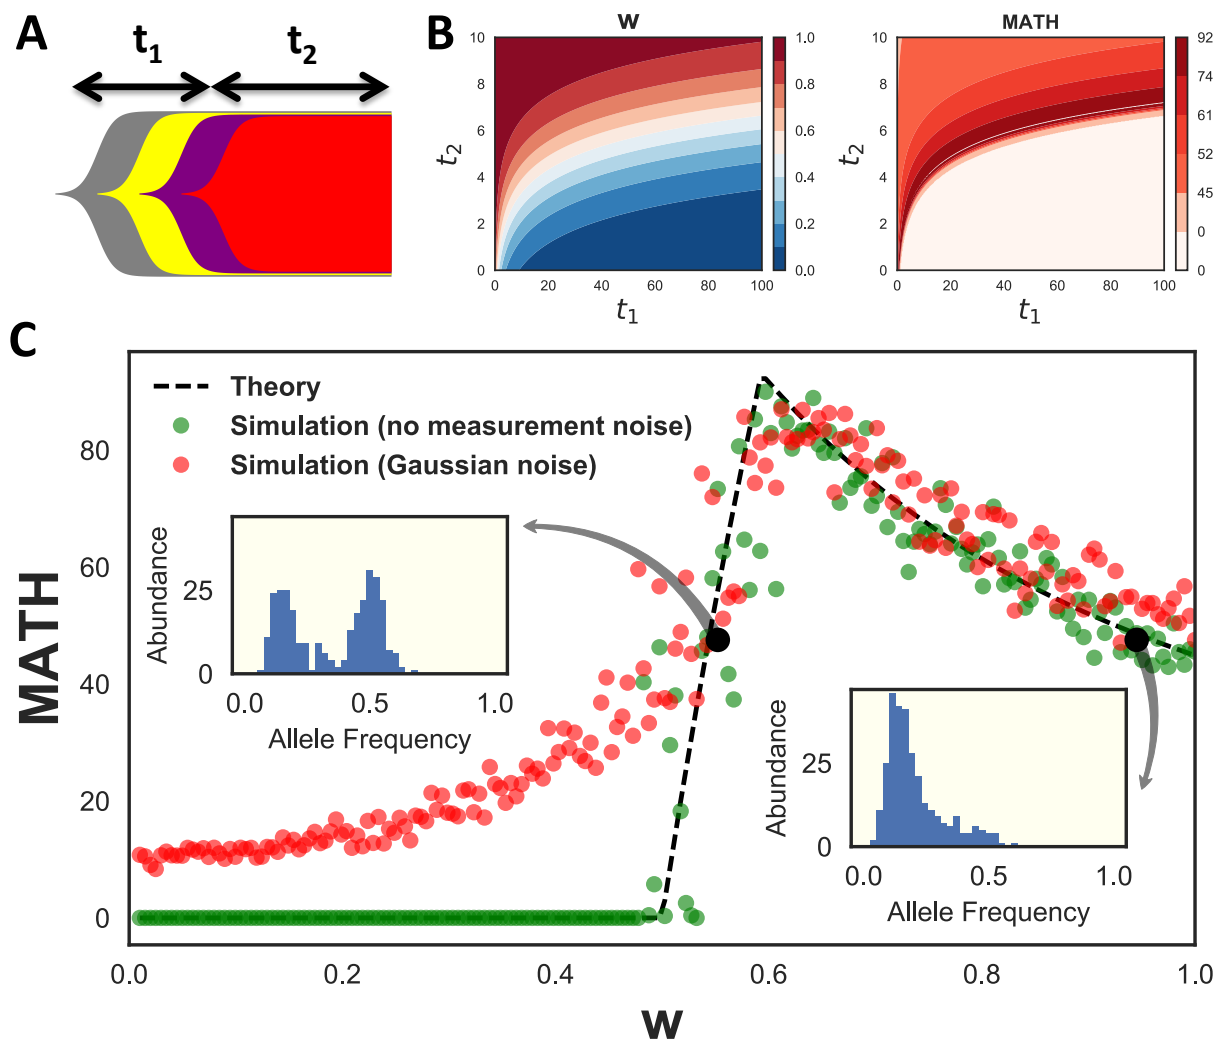 A
t1
t2
B
W
10
8
6
4
2
0
t2
0
20
40
60
80
100
t1
1.0
0.8
0.6
0.4
0.2
0.0
MATH
10
8
6
4
2
0
t2
0
20
40
60
80
100
t1
92
74
61
52
45
0
0
C
Theory
Simulation (no measurement noise)
Simulation (Gaussian noise)
MATH
80
60
40
20
0
0.0
0.2
0.4
0.6
0.8
1.0
W
Abundance
25
0
0.0
0.5
1.0
Allele Frequency
Abundance
25
0
0.0
0.5
1.0
Allele Frequency